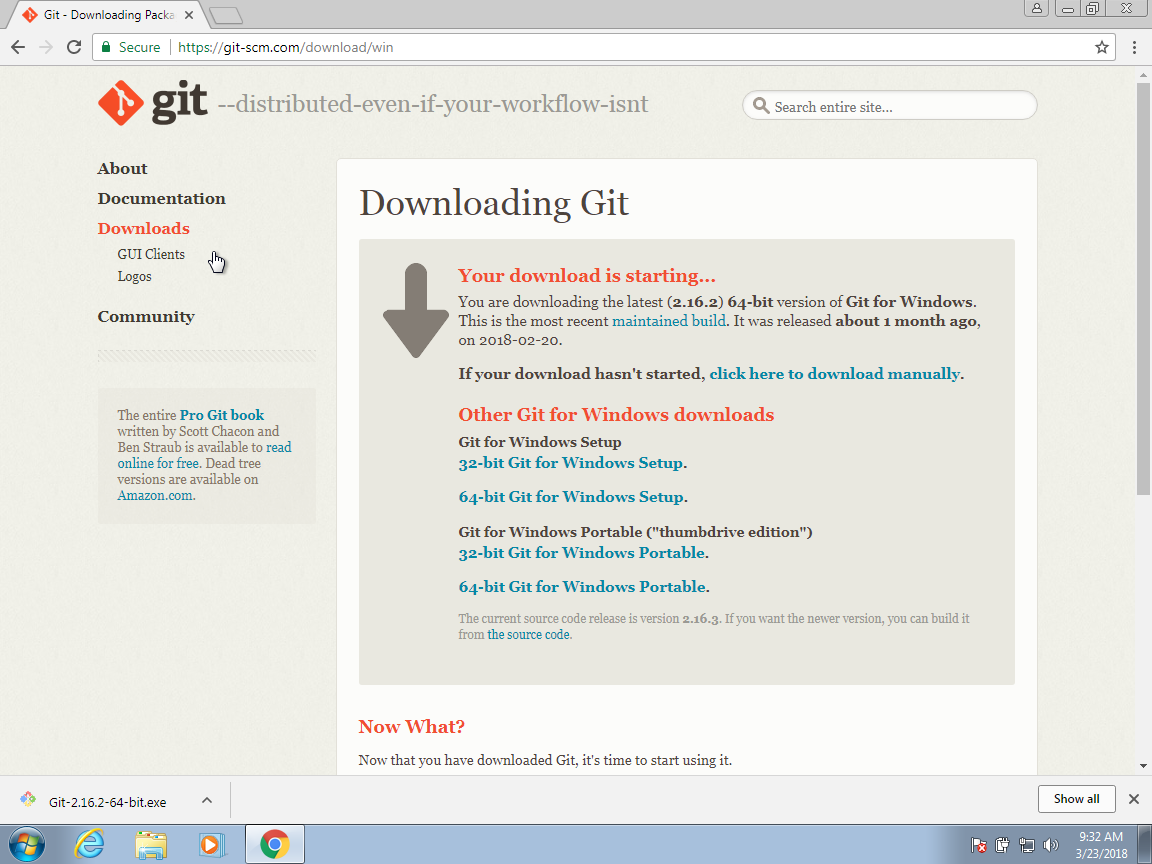 Git - Downloading Packa
Secure
https://git-scm.com/download/win
git
--distributed-even-if-your-workflow-isnt
Search entire site...
About
Documentation
Downloads
GUI Clients
Logos
Community
The entire Pro Git book
written by Scott Chacon and
Ben Straub is available to read
online for free. Dead tree
versions are available on
Amazon.com.
Downloading Git
Your download is starting...
You are downloading the latest (2.16.2) 64-bit version of Git for Windows.
This is the most recent maintained build. It was released about 1 month ago,
on 2018-02-20.
If your download hasn't started, click here to download manually.
Other Git for Windows downloads
Git for Windows Setup
32-bit Git for Windows Setup.
64-bit Git for Windows Setup.
Git for Windows Portable ("thumbdrive edition")
32-bit Git for Windows Portable.
64-bit Git for Windows Portable.
The current source code release is version 2.16.3. If you want the newer version, you can build it
from the source code.
Now What?
Now that you have downloaded Git, it's time to start using it.
Git-2.16.2-64-bit.exe
Show all
9:32 AM
3/23/2018